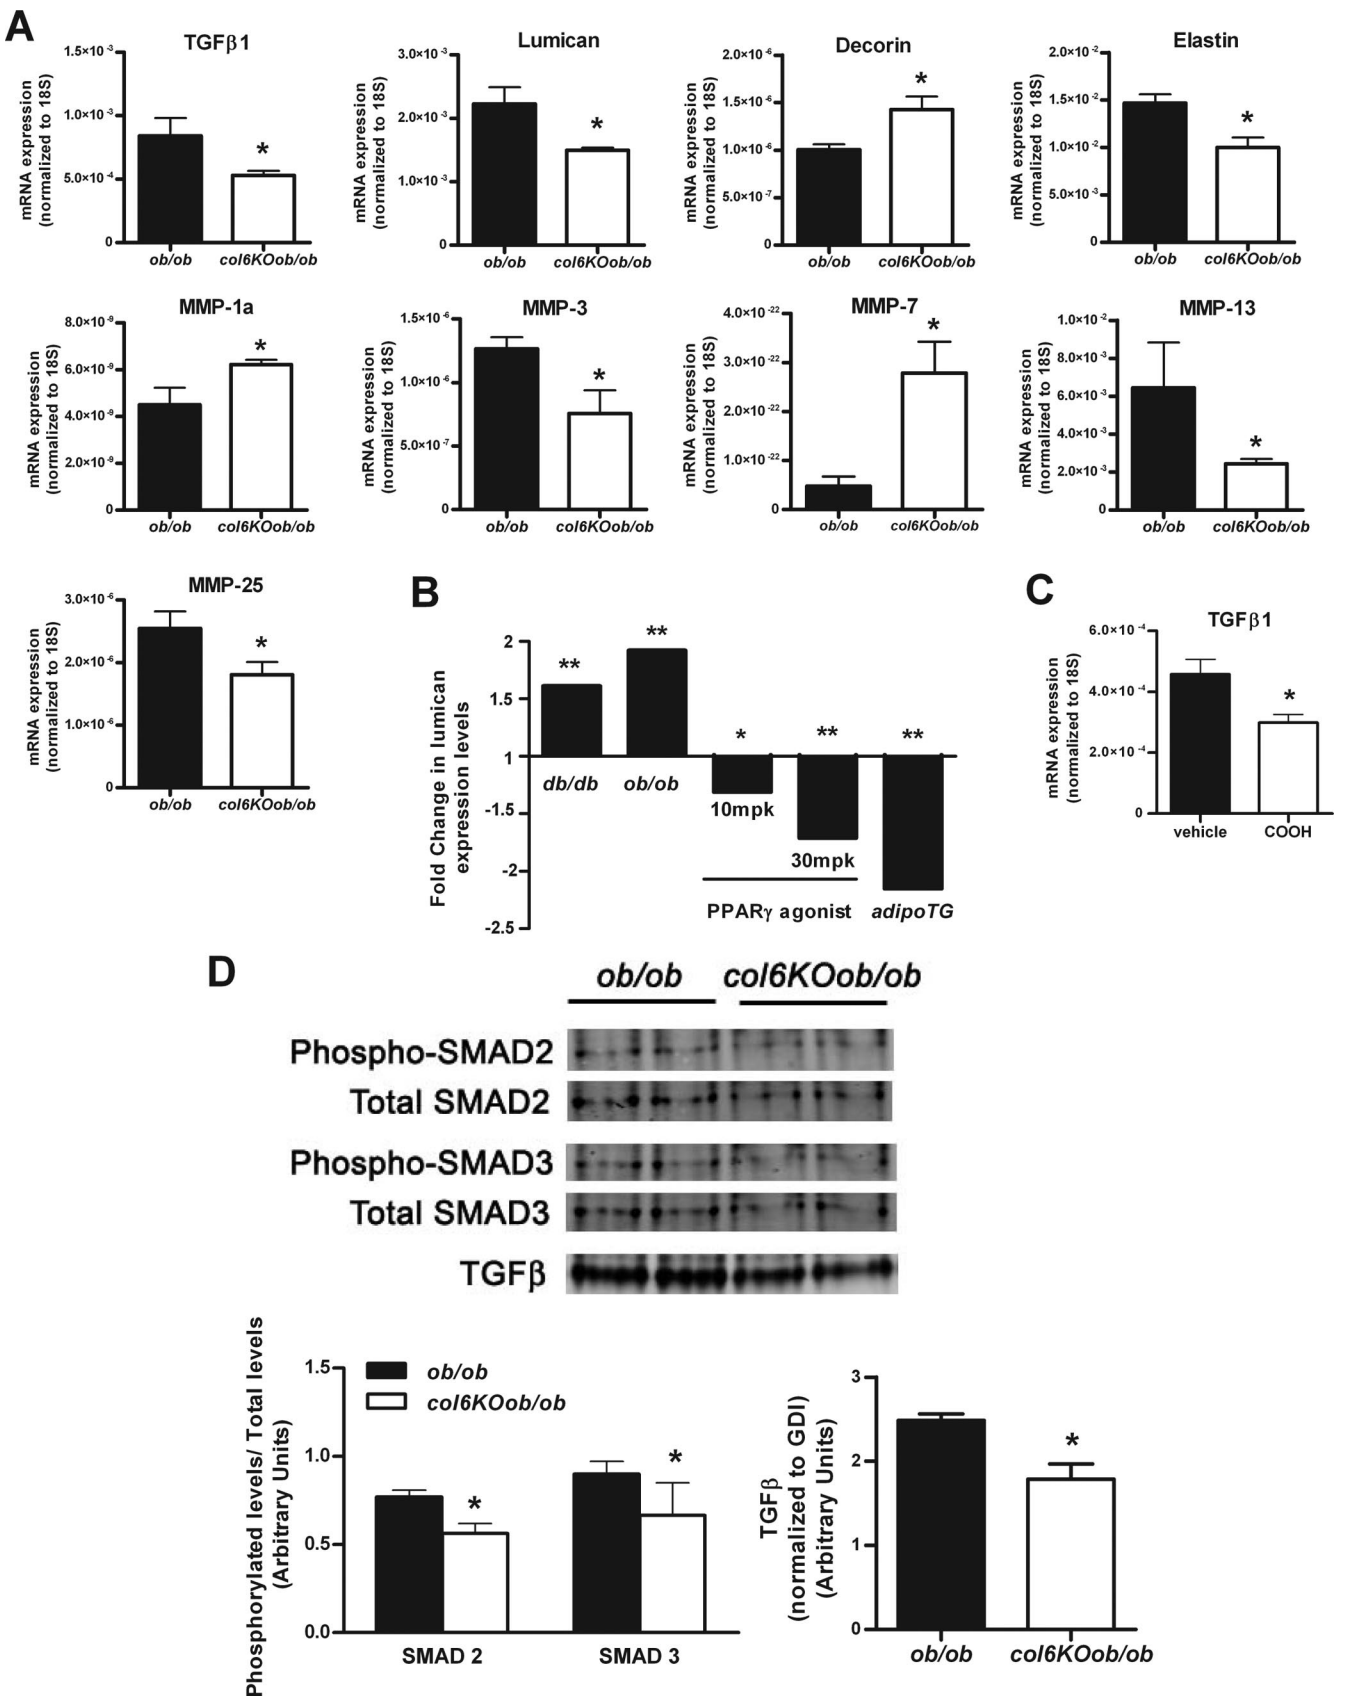 A
TGFβ1
mRNA expression
(normalized to 18S)
1.5×10⁻³
1.0×10⁻³
5.0×10⁻⁴
0
ob/ob
col6KOob/ob
Lumican
mRNA expression
(normalized to 18S)
3.0×10⁻³
2.0×10⁻³
1.0×10⁻³
0
*
ob/ob
col6KOob/ob
Decorin
mRNA expression
(normalized to 18S)
2.0×10⁻⁶
1.5×10⁻⁶
1.0×10⁻⁶
5.0×10⁻⁷
0
*
ob/ob
col6KOob/ob
Elastin
mRNA expression
(normalized to 18S)
2.0×10⁻²
1.5×10⁻²
1.0×10⁻²
5.0×10⁻³
0
*
ob/ob
col6KOob/ob
MMP-1a
mRNA expression
(normalized to 18S)
8.0×10⁻⁹
6.0×10⁻⁹
4.0×10⁻⁹
2.0×10⁻⁹
0
*
ob/ob
col6KOob/ob
MMP-3
mRNA expression
(normalized to 18S)
1.5×10⁻⁶
1.0×10⁻⁶
5.0×10⁻⁷
0
*
ob/ob
col6KOob/ob
MMP-7
mRNA expression
(normalized to 18S)
4.0×10⁻²²
3.0×10⁻²²
2.0×10⁻²²
1.0×10⁻²²
0
*
ob/ob
col6KOob/ob
MMP-13
mRNA expression
(normalized to 18S)
1.0×10⁻²
8.0×10⁻³
6.0×10⁻³
4.0×10⁻³
2.0×10⁻³
0
*
ob/ob
col6KOob/ob
MMP-25
mRNA expression
(normalized to 18S)
3.0×10⁻⁶
2.0×10⁻⁶
1.0×10⁻⁶
0
*
ob/ob
col6KOob/ob
B
Fold Change in lumican
expression levels
2
1.5
1
-1.5
-2
-2.5
**
**
*
**
**
db/db
ob/ob
10mpk
30mpk
PPARγ agonist
adipoTG
C
TGFβ1
mRNA expression
(normalized to 18S)
6.0×10⁻⁴
4.0×10⁻⁴
2.0×10⁻⁴
0
*
vehicle
COOH
D
ob/ob
col6KOob/ob
Phospho-SMAD2
Total SMAD2
Phospho-SMAD3
Total SMAD3
TGFβ
Phosphorylated levels/ Total levels
(Arbitrary Units)
1.5
1.0
0.5
0.0
ob/ob
col6KOob/ob
*
*
SMAD 2
SMAD 3
TGFβ
(normalized to GDI)
(Arbitrary Units)
3
2
1
0
*
ob/ob
col6KOob/ob